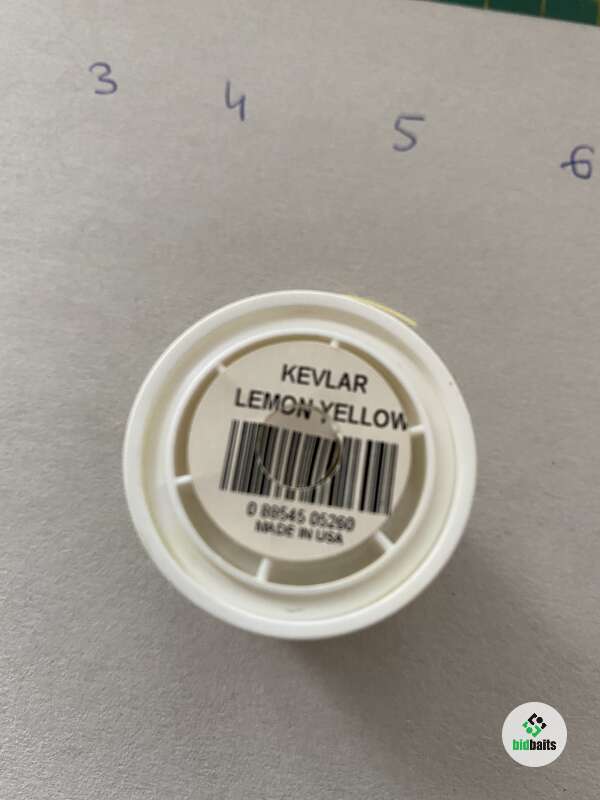 3 4 5 6
KEVLAR
LEMON YELLOW
0 88545 05260
MADE IN USA
bidbaits